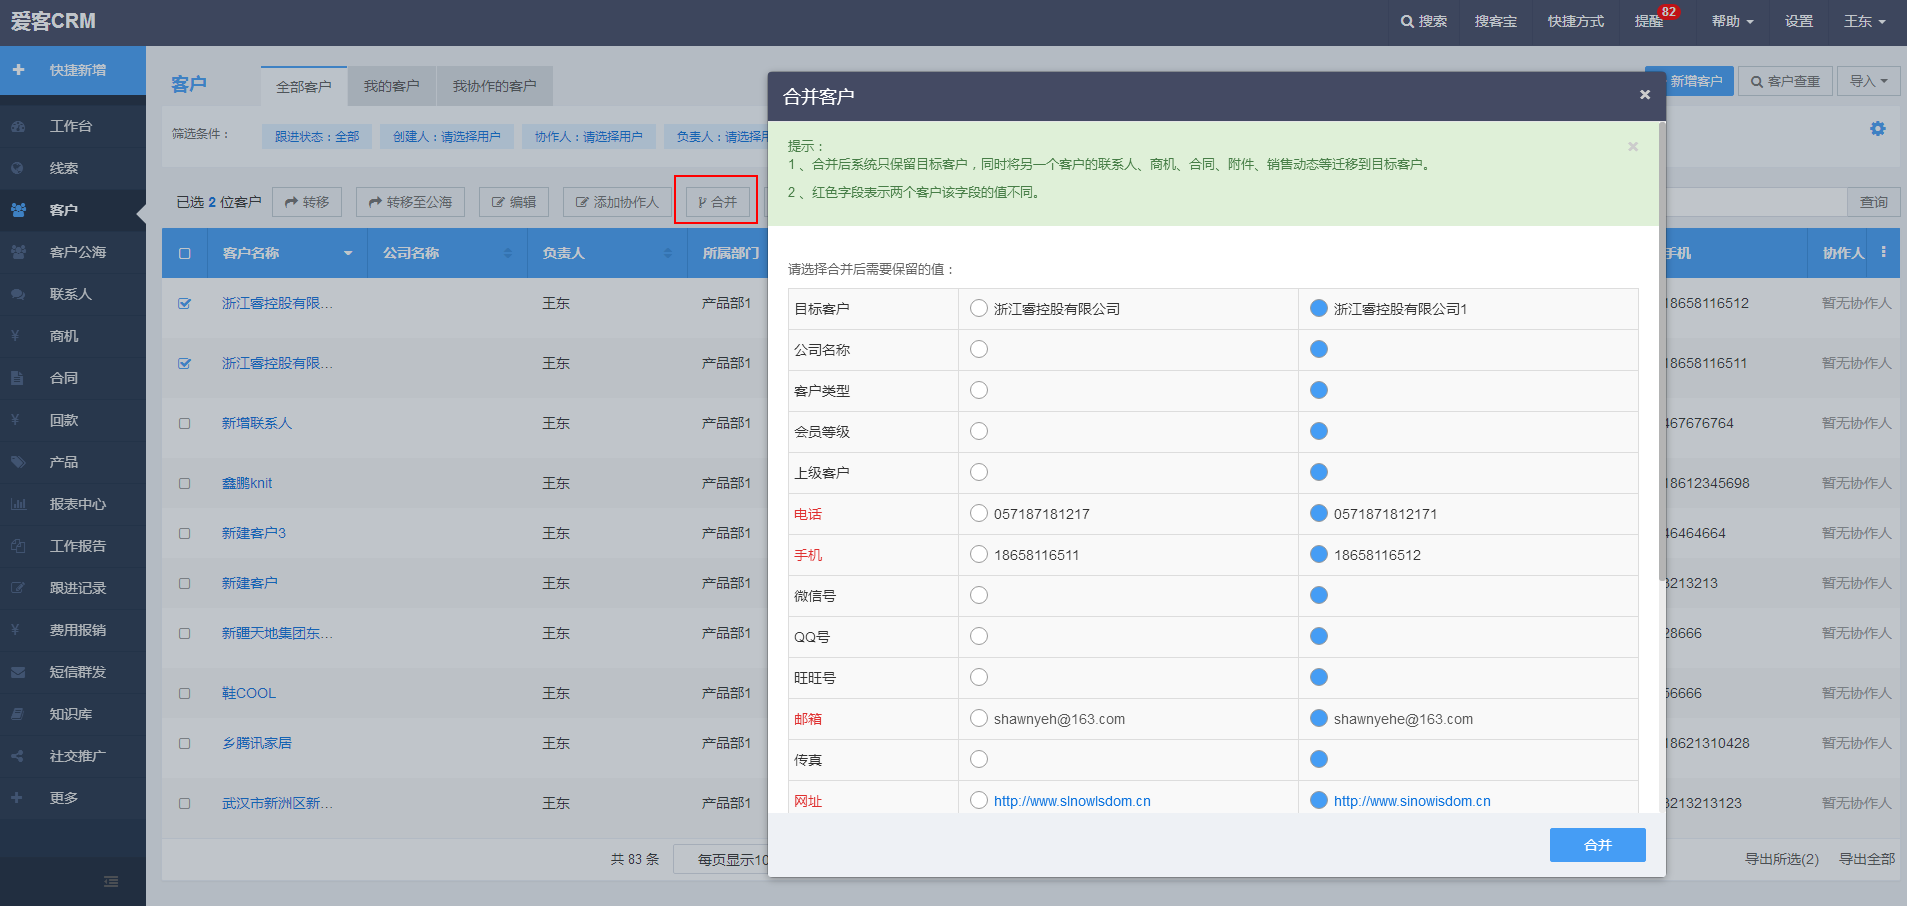 爱客CRM
搜索
搜客宝
快捷方式
提醒
82
帮助
设置
王东
快捷新增
工作台
线索
客户
客户公海
联系人
商机
合同
回款
产品
报表中心
工作报告
跟进记录
费用报销
短信群发
知识库
社交推广
更多
客户
全部客户
我的客户
我协作的客户
新增客户
客户查重
导入
筛选条件：
跟进状态：全部
创建人：请选择用户
协作人：请选择用户
负责人：请选择用
已选 2 位客户
转移
转移至公海
编辑
添加协作人
合并
查询
客户名称 公司名称 负责人 所属部门 手机 协作人
浙江睿控股有限... 王东 产品部1 18658116512 暂无协作人
浙江睿控股有限... 王东 产品部1 18658116511 暂无协作人
新增联系人 王东 产品部1 467676764 暂无协作人
鑫鹏knit 王东 产品部1 18612345698 暂无协作人
新建客户3 王东 产品部1 46464664 暂无协作人
新建客户 王东 产品部1 3213213 暂无协作人
新疆天地集团东... 王东 产品部1 28666 暂无协作人
鞋COOL 王东 产品部1 66666 暂无协作人
乡腾讯家居 王东 产品部1 18621310428 暂无协作人
武汉市新洲区新... 王东 产品部1 3213213123 暂无协作人
共 83 条
每页显示10
导出所选(2)
导出全部
合并客户
提示：
1 、合并后系统只保留目标客户，同时将另一个客户的联系人、商机、合同、附件、销售动态等迁移到目标客户。
2 、红色字段表示两个客户该字段的值不同。
请选择合并后需要保留的值：
目标客户 浙江睿控股有限公司 浙江睿控股有限公司1
公司名称
客户类型
会员等级
上级客户
电话 057187181217 0571871812171
手机 18658116511 18658116512
微信号
QQ号
旺旺号
邮箱 shawnyeh@163.com shawnyehe@163.com
传真
网址 http://www.sinowisdom.cn http://www.sinowisdom.cn
合并